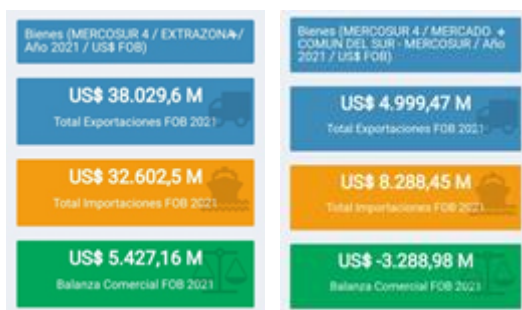 Bienes (MERCOSUR 4 / EXTRAZONA /
Año 2021 / US$ FOB)
US$ 38.029,6 M
Total Exportaciones FOB 2021
US$ 32.602,5 M
Total Importaciones FOB 2021
US$ 5.427,16 M
Balanza Comercial FOB 2021
Bienes (MERCOSUR 4 / MERCADO
COMUN DEL SUR - MERCOSUR / Año
2021 / US$ FOB)
US$ 4.999,47 M
Total Exportaciones FOB 2021
US$ 8.288,45 M
Total Importaciones FOB 2021
US$ -3.288,98 M
Balanza Comercial FOB 2021